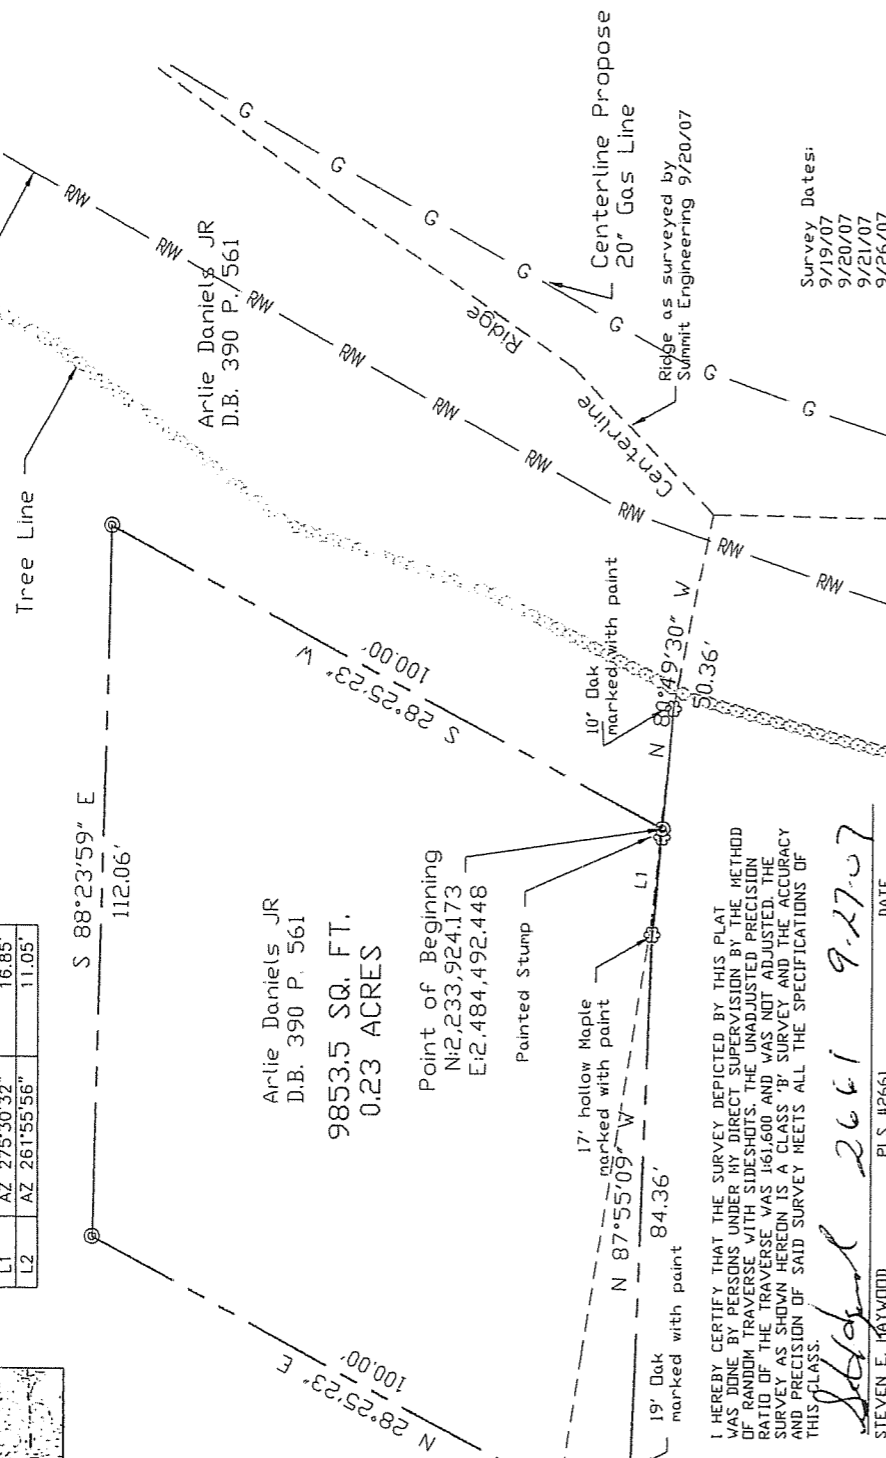 L1 AZ 275°30'32" 16.85'
L2 AZ 261°55'56" 11.05'
Tree Line
S 88°23'59" E
112.06'
Arlie Daniels JR
D.B. 390 P. 561
R/W
R/W
R/W
R/W
R/W
R/W
R/W
R/W
G
G
G
G
G
G
G
Centerline Propose
20" Gas Line
Ridge as surveyed by
Summit Engineering 9/20/07
Ridge
Centerline
Survey Dates:
9/19/07
9/20/07
9/21/07
9/26/07
S 28°25'23" W
100.00'
10" Oak
marked with paint
N 49'30" W
50.36'
Arlie Daniels JR
D.B. 390 P. 561
9853.5 SQ. FT.
0.23 ACRES
Point of Beginning
N:2,233,924.173
E:2,484,492.448
Painted Stump
L1
17' hollow Maple
marked with paint
N 87°55'09" W
84.36'
19' Oak
marked with paint
N 28°25'23" E
100.00'
I HEREBY CERTIFY THAT THE SURVEY DEPICTED BY THIS PLAT
WAS DONE BY PERSONS UNDER MY DIRECT SUPERVISION BY THE METHOD
OF RANDOM TRAVERSE WITH SIDESHOTS. THE UNADJUSTED PRECISION
RATIO OF THE TRAVERSE WAS 1:61,600 AND WAS NOT ADJUSTED. THE
SURVEY AS SHOWN HEREON IS A CLASS 'B' SURVEY AND THE ACCURACY
AND PRECISION OF SAID SURVEY MEETS ALL THE SPECIFICATIONS OF
THIS CLASS.
2661 9-27-07
STEVEN E. HAYWOOD PLS #2661 DATE